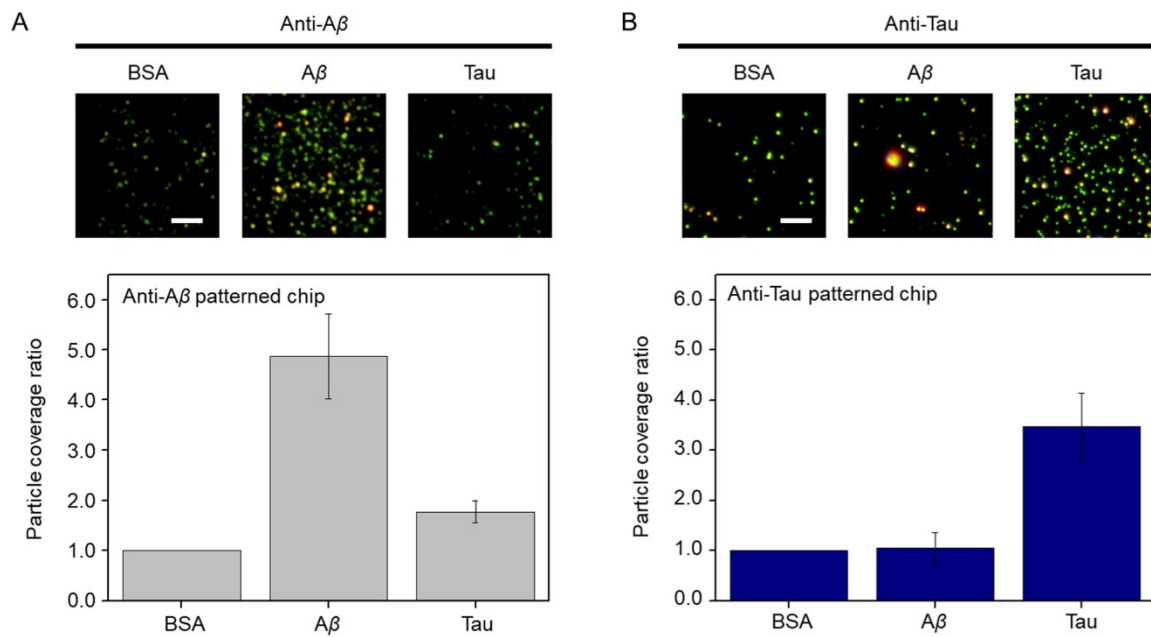 A
Anti-Aβ
BSA Aβ Tau
Anti-Aβ patterned chip
Particle coverage ratio
6.0
5.0
4.0
3.0
2.0
1.0
0.0
BSA Aβ Tau
B
Anti-Tau
BSA Aβ Tau
Anti-Tau patterned chip
Particle coverage ratio
6.0
5.0
4.0
3.0
2.0
1.0
0.0
BSA Aβ Tau